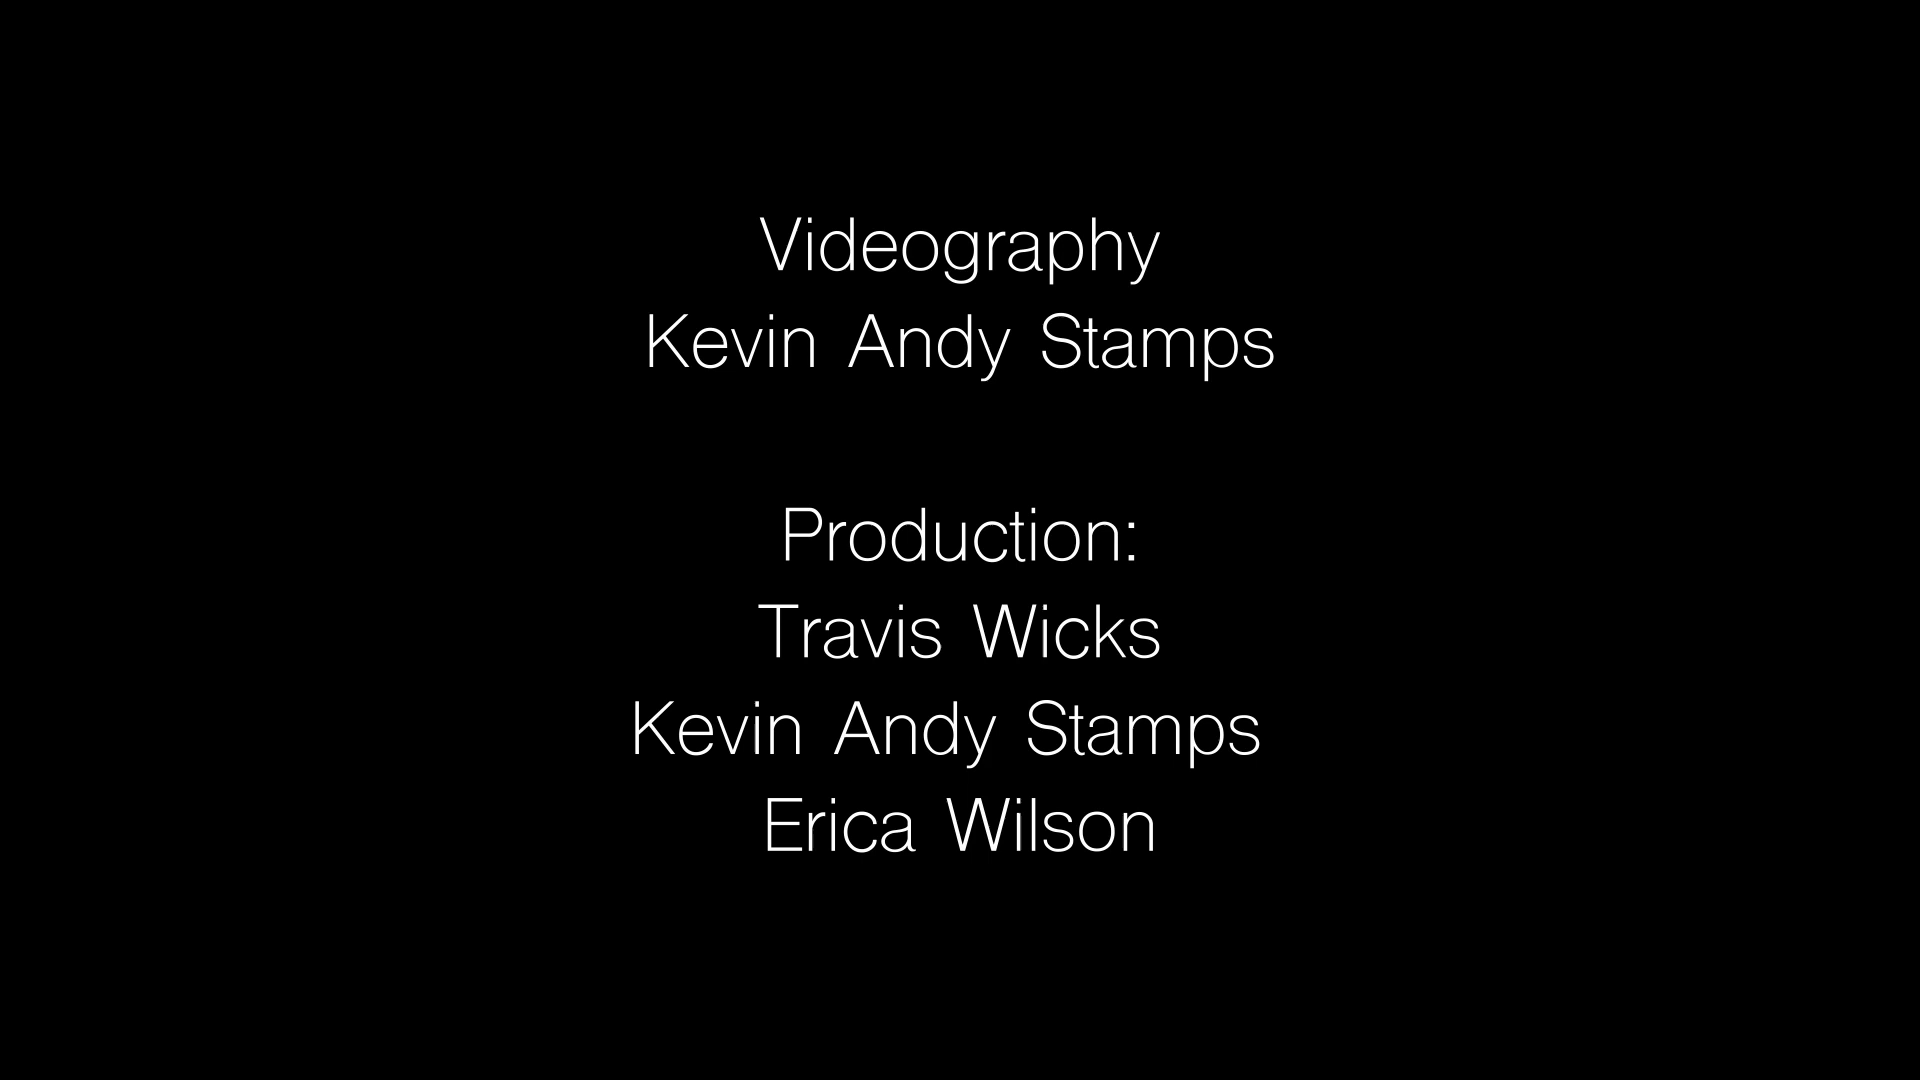 Videography
Kevin Andy Stamps
Production:
Travis Wicks
Kevin Andy Stamps
Erica Wilson